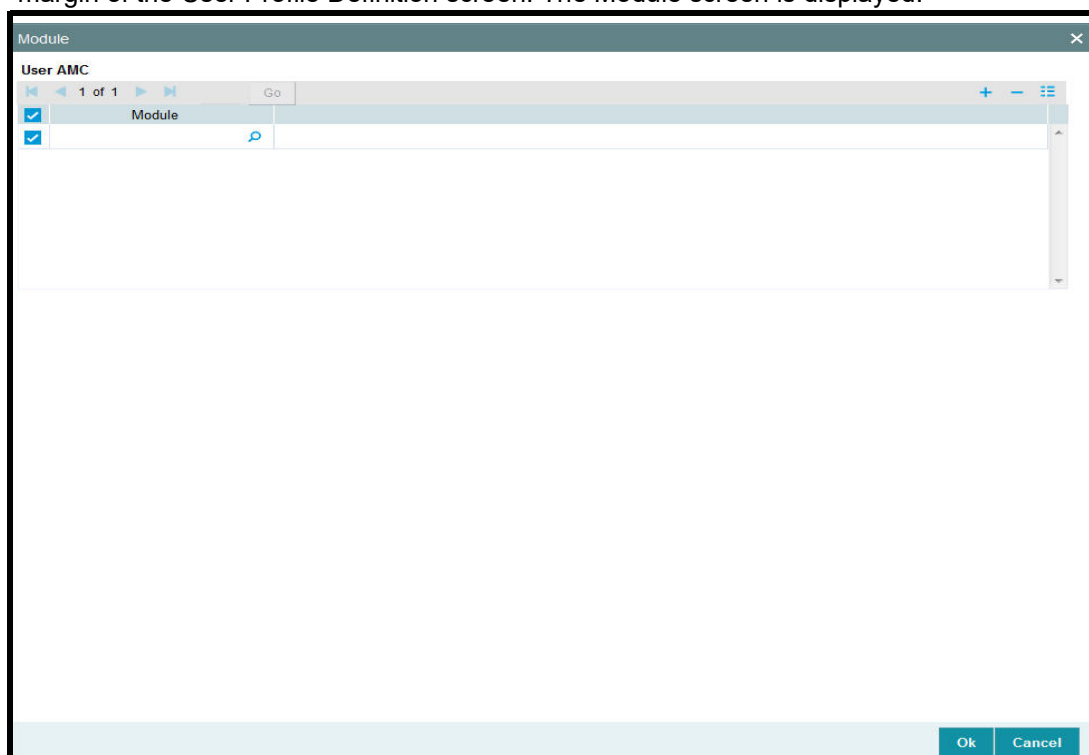 margin of the User Profile Definition screen. The Module screen is displayed.
Module
User AMC
1 of 1 Go
Module
Ok Cancel